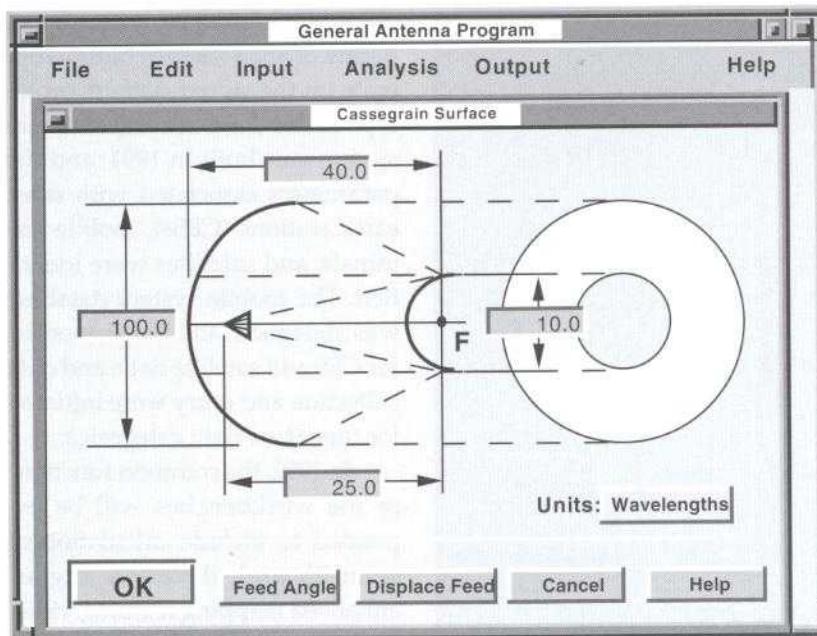 General Antenna Program
File Edit Input Analysis Output Help
Cassegrain Surface
40.0
100.0
F
10.0
25.0
Units: Wavelengths
OK Feed Angle Displace Feed Cancel Help